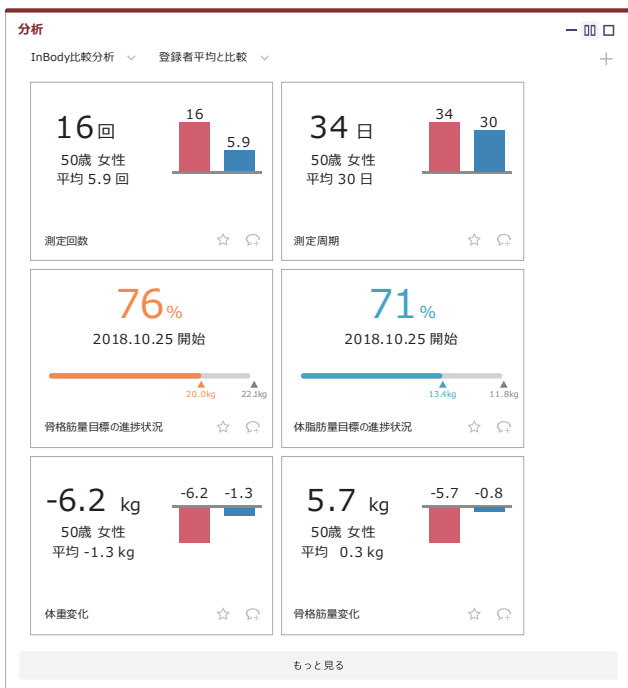 分析
InBody比較分析 登録者平均と比較
16回
50歳 女性
平均 5.9 回
16
5.9
測定回数
34 日
50歳 女性
平均 30 日
34
30
測定周期
76%
2018.10.25 開始
20.0kg
22.1kg
骨格筋量目標の進捗状況
71%
2018.10.25 開始
13.4kg
11.8kg
体脂肪量目標の進捗状況
-6.2 kg
50歳 女性
平均 -1.3 kg
-6.2 -1.3
体重変化
5.7 kg
50歳 女性
平均 0.3 kg
-5.7 -0.8
骨格筋量変化
もっと見る